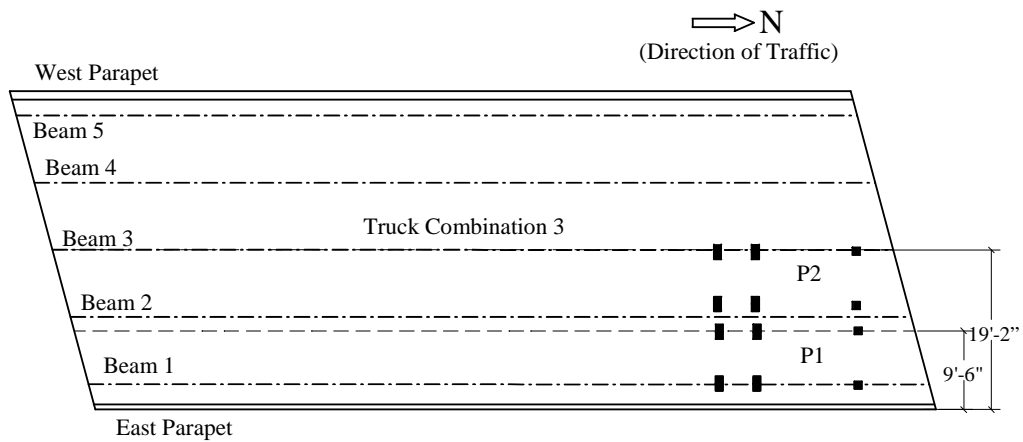 N
(Direction of Traffic)
West Parapet
Beam 5
Beam 4
Truck Combination 3
Beam 3
P2
Beam 2
19'-2”
P1
Beam 1
9'-6"
East Parapet